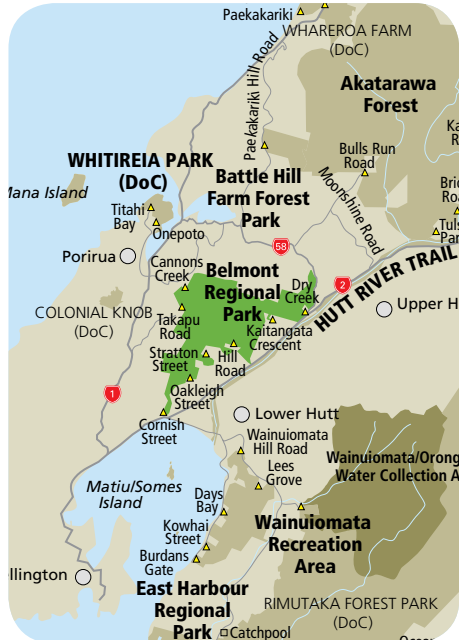 Paekakariki
WHAREROA FARM
(DoC)
Paekakariki Hill Road
Akatarawa
Forest
Bulls Run
Road
WHITIREIA PARK
(DoC)
Battle Hill
Farm Forest
Park
Moonshine Road
Mana Island
Titahi
Bay
Onepoto
58
Porirua
Cannons
Creek
Belmont
Regional
Park
Dry
Creek
2
HUTT RIVER TRAIL
Upper H
COLONIAL KNOB
(DoC)
Takapu
Road
Kaitangata
Crescent
Stratton
Street
Hill
Road
Oakleigh
Street
1
Cornish
Street
Lower Hutt
Wainuiomata
Hill Road
Wainuiomata/Orong
Water Collection A
Lees
Grove
Matiu/Somes
Island
Days
Bay
Kowhai
Street
Burdans
Gate
Wainuiomata
Recreation
Area
llington
East Harbour
Regional
Park
RIMUTAKA FOREST PARK
(DoC)
Catchpool